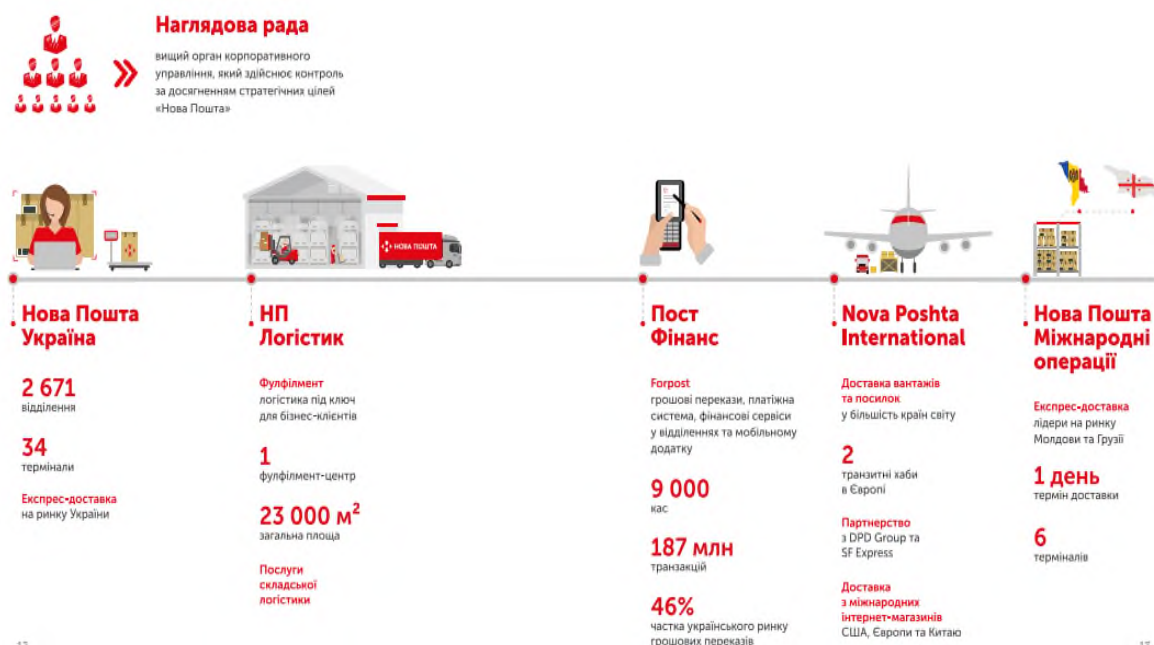 Наглядова рада
вищий орган корпоративного
управління, який здійснює контроль
за досягненням стратегічних цілей
«Нова Пошта»
НОВА ПОШТА
Нова Пошта
Україна
2 671
відділення
34
термінали
Експрес-доставка
на ринку України
НП
Логістик
Фулфілмент
логістика під ключ
для бізнес-клієнтів
1
фулфілмент-центр
23 000 м²
загальна площа
Послуги
складської
логістики
Пост
Фінанс
Forpost
грошові перекази, платіжна
система, фінансові сервіси
у відділеннях та мобільному
додатку
9 000
кас
187 млн
транзакцій
46%
частка українського ринку
грошових переказів
Nova Poshta
International
Доставка вантажів
та посилок
у більшість країн світу
2
транзитні хаби
в Європі
Партнерство
з DPD Group та
SF Express
Доставка
з міжнародних
інтернет-магазинів
США, Європи та Китаю
Нова Пошта
Міжнародні
операції
Експрес-доставка
лідери на ринку
Молдови та Грузії
1 день
термін доставки
6
терміналів